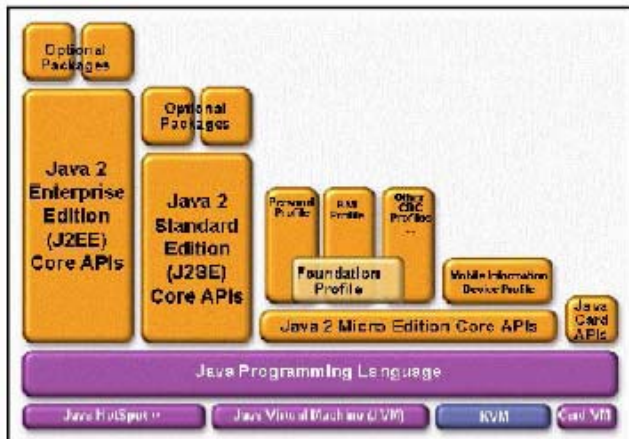 Optional
Packages
Java 2
Enterprise
Edition
(J2EE)
Core APIs
Optional
Packages
Java 2
Standard
Edition
(J2SE)
Core APIs
Personal
Profile
RMI
Profile
Other
CDC
Profiles
...
Foundation
Profile
Mobile Information
Device Profile
Java 2 Micro Edition Core APIs
Java
Card
APIs
Java Programming Language
Java HotSpot™
Java Virtual Machine (JVM)
KVM
Card VM